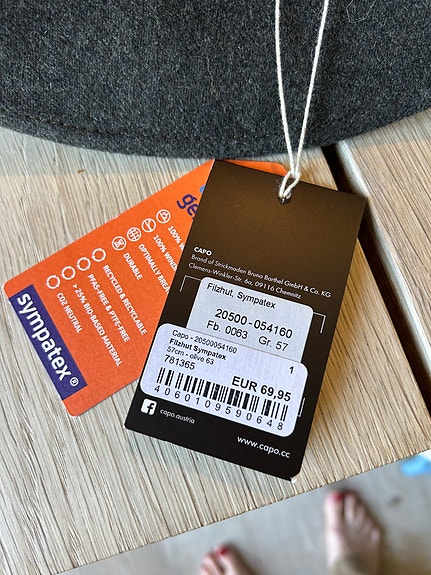 CAPO
Brand of Strickmoden Bruno Barthel GmbH & Co. KG
Clemens-Winkler-Str. 6a, 09116 Chemnitz
Filzhut, Sympatex
20500 - 054160
Fb. 0063 Gr. 57
Capo - 20500054160 1
Filzhut Sympatex
57cm - olive 63
781365
EUR 69,95
4060109590648
capo.austria
www.capo.cc
sympatex®
ge
100%
100% WIND
OPTIMALLY
DURABLE
RECYCLED & RECYCLABLE
PFAS-FREE & PTFE-FREE
> 25% BIO-BASED MATERIAL
CO2 NEUTRAL